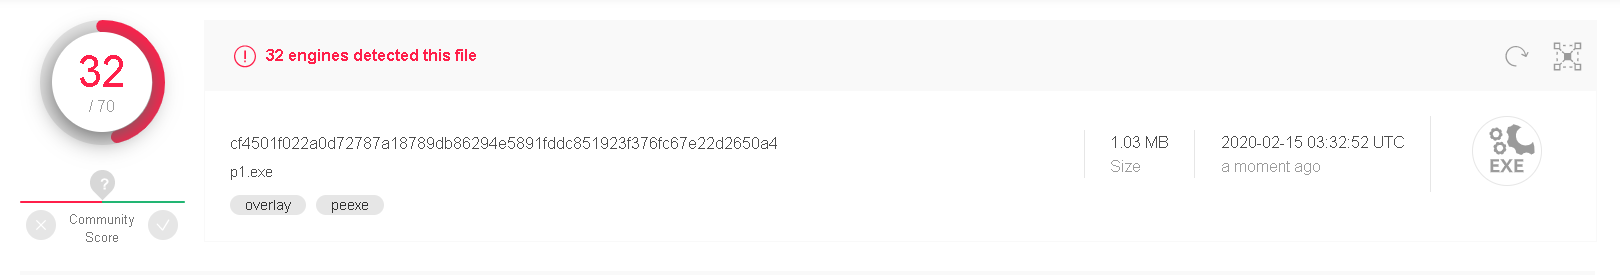 32
/ 70
?
Community
Score
32 engines detected this file
cf4501f022a0d72787a18789db86294e5891fddc851923f376fc67e22d2650a4
p1.exe
overlay peexe
1.03 MB
Size
2020-02-15 03:32:52 UTC
a moment ago
EXE